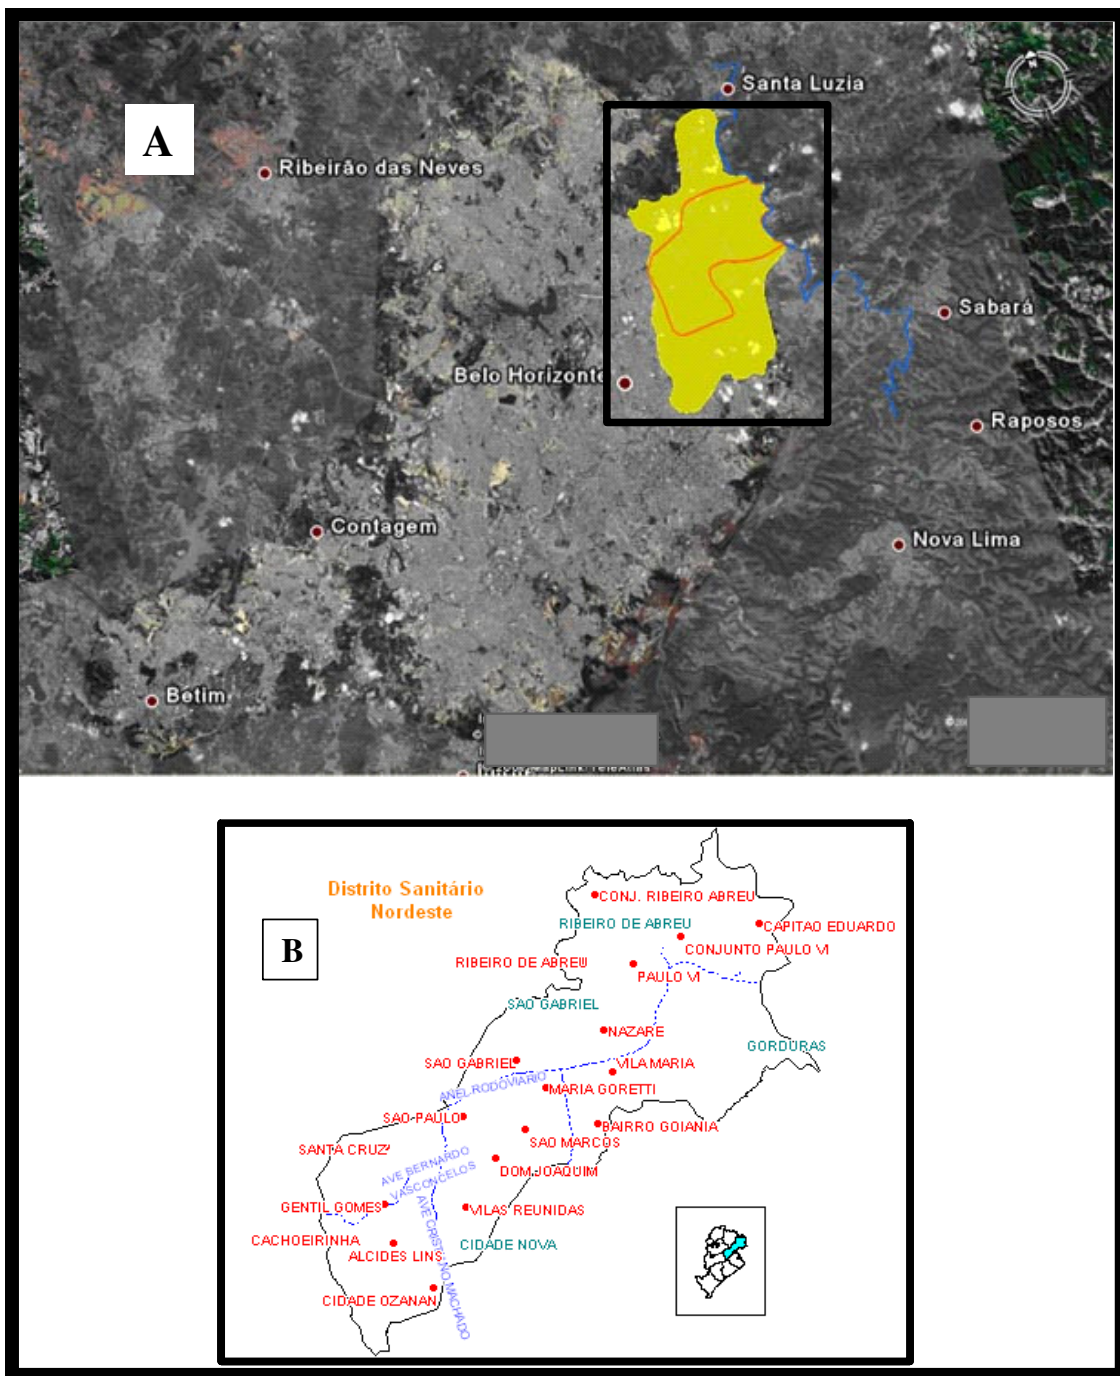 Santa Luzia
A
Ribeirão das Neves
Sabará
Belo Horizonte
Raposos
Contagem
Nova Lima
Betim
Distrito Sanitário
Nordeste
B
CONJ. RIBEIRO ABREU
RIBEIRO DE ABREU
CAPITAO EDUARDO
CONJUNTO PAULO VI
RIBEIRO DE ABREU
PAULO VI
SAO GABRIEL
NAZARE
GORDURAS
SAO GABRIEL
VILA MARIA
ANEL RODOVIARIO
MARIA GORETTI
SAO PAULO
BAIRRO GOIANIA
SAO MARCOS
SANTA CRUZ
AVE BERNARDO
VASCONCELOS
DOM JOAQUIM
GENTIL GOMES
VILAS REUNIDAS
AVE CRISTIANO MACHADO
CACHOEIRINHA
CIDADE NOVA
ALCIDES LINS
CIDADE OZANAN